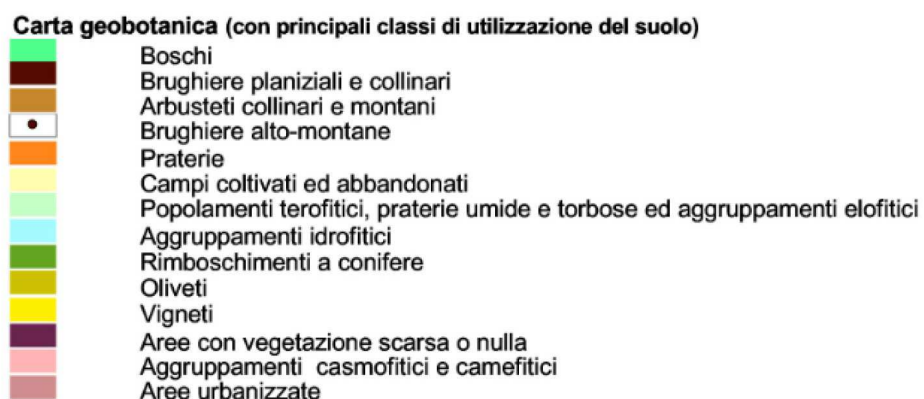 Carta geobotanica (con principali classi di utilizzazione del suolo)
Boschi
Brughiere planiziali e collinari
Arbusteti collinari e montani
Brughiere alto-montane
Praterie
Campi coltivati ed abbandonati
Popolamenti terofitici, praterie umide e torbose ed aggruppamenti elofitici
Aggruppamenti idrofitici
Rimboschimenti a conifere
Oliveti
Vigneti
Aree con vegetazione scarsa o nulla
Aggruppamenti casmofitici e camefitici
Aree urbanizzate